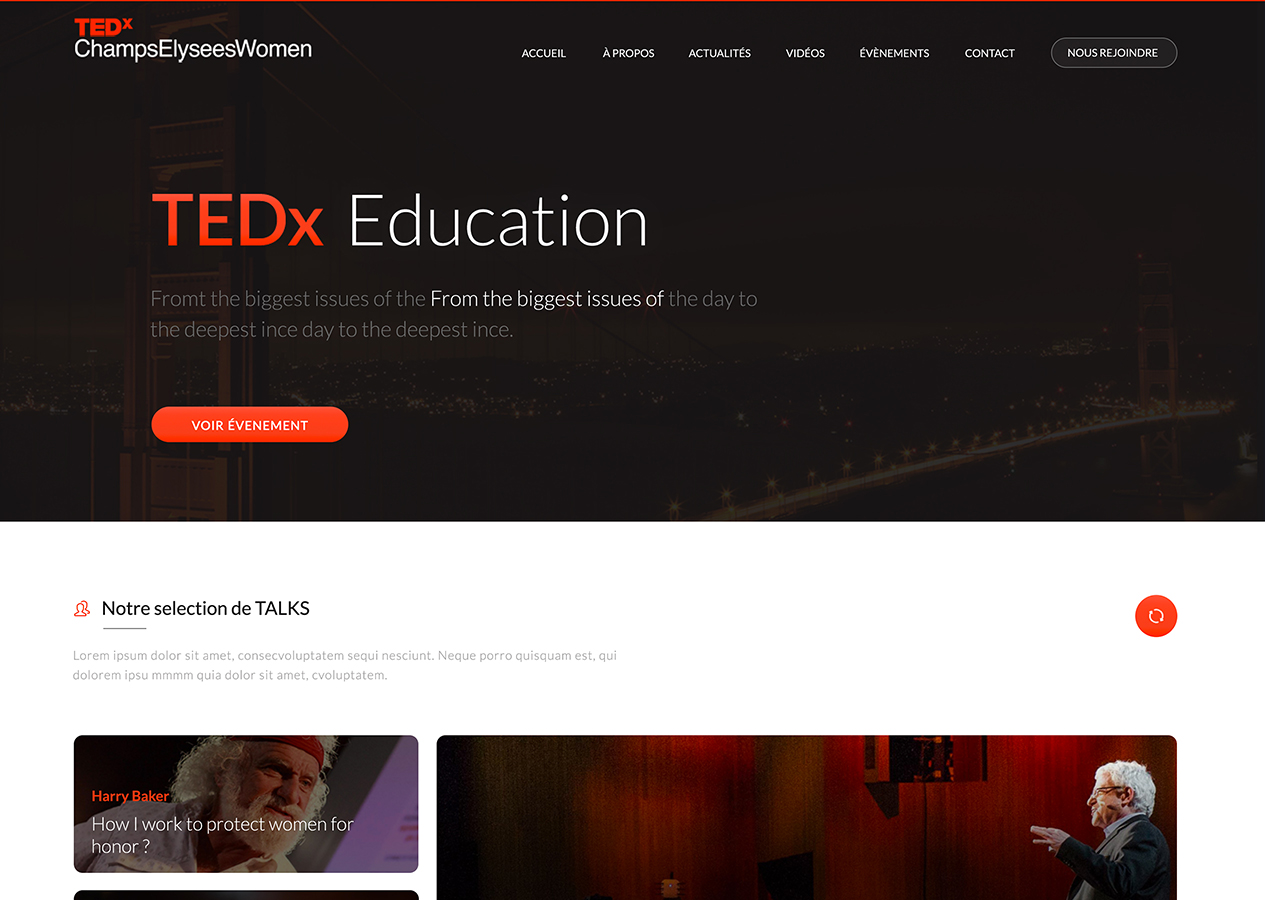 TEDx
ChampsElyseesWomen
ACCUEIL À PROPOS ACTUALITÉS VIDÉOS ÉVÈNEMENTS CONTACT NOUS REJOINDRE
TEDx Education
Fromt the biggest issues of the From the biggest issues of the day to
the deepest ince day to the deepest ince.
VOIR ÉVENEMENT
Notre selection de TALKS
Lorem ipsum dolor sit amet, consecvoluptatem sequi nesciunt. Neque porro quisquam est, qui
dolorem ipsu mmmm quia dolor sit amet, cvoluptatem.
Harry Baker
How I work to protect women for
honor ?